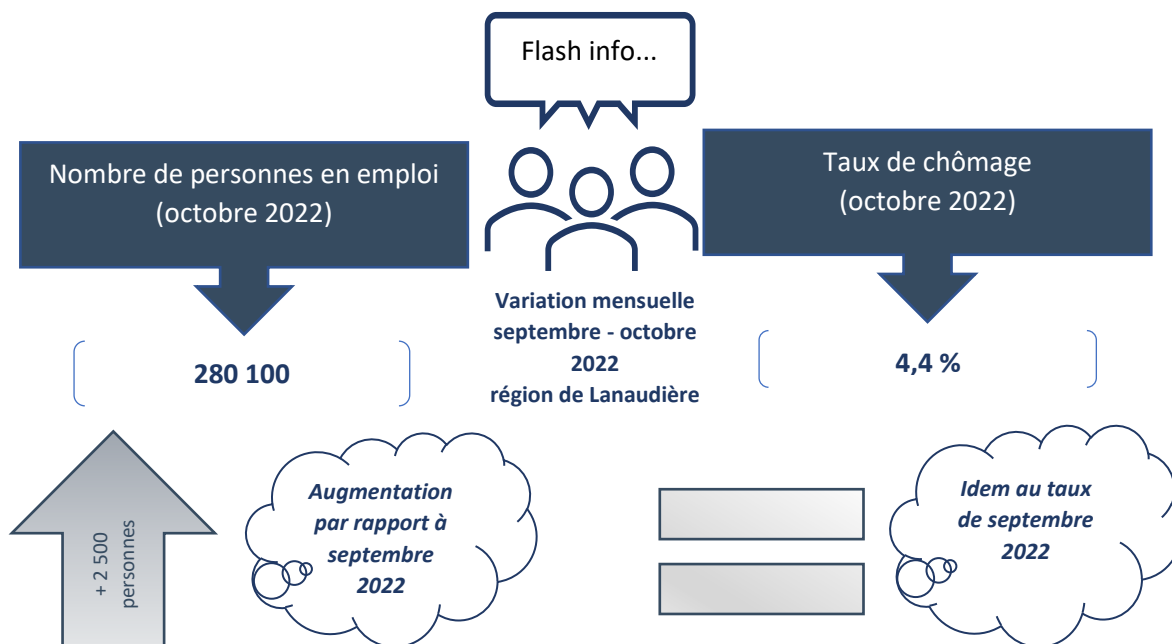 Flash info...
Nombre de personnes en emploi
(octobre 2022)
Taux de chômage
(octobre 2022)
Variation mensuelle
septembre - octobre
2022
région de Lanaudière
280 100
4,4 %
+ 2 500
personnes
Augmentation
par rapport à
septembre
2022
Idem au taux
de septembre
2022